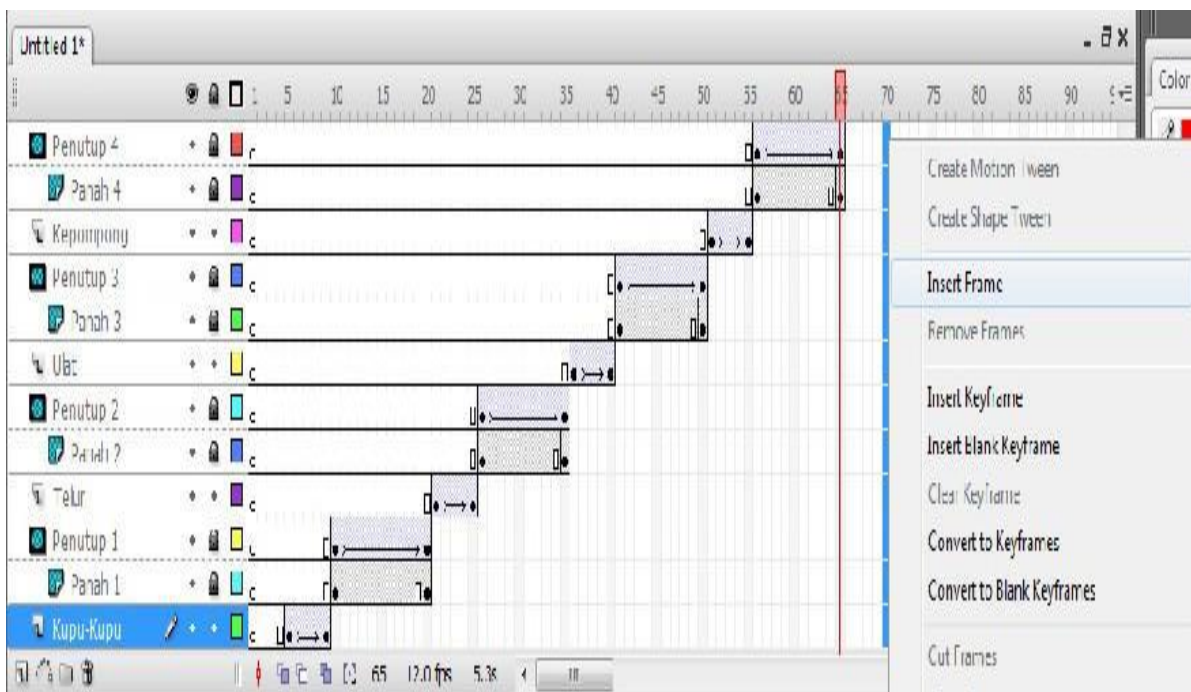 Untitled 1*
Color
1 5 10 15 20 25 30 35 40 45 50 55 60 65 70 75 80 85 90
Penutup 4
Panah 4
Kepompong
Penutup 3
Panah 3
Ulat
Penutup 2
Panah 2
Telur
Penutup 1
Panah 1
Kupu-Kupu
65 12.0 fps 5.3s
Create Motion Tween
Create Shape Tween
Insert Frame
Remove Frames
Insert Keyframe
Insert Blank Keyframe
Clear Keyframe
Convert to Keyframes
Convert to Blank Keyframes
Cut Frames